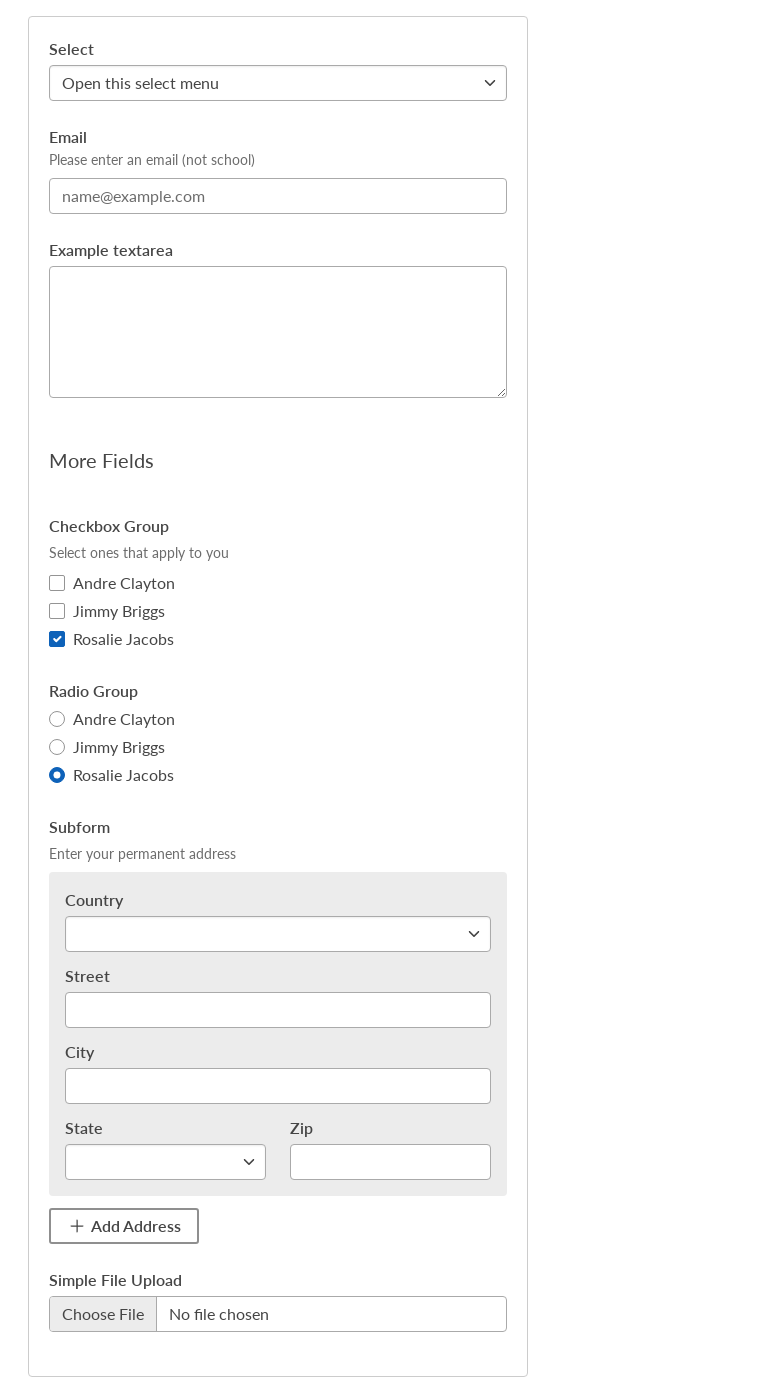 Select
Open this select menu
Email
Please enter an email (not school)
name@example.com
Example textarea
More Fields
Checkbox Group
Select ones that apply to you
Andre Clayton
Jimmy Briggs
Rosalie Jacobs
Radio Group
Andre Clayton
Jimmy Briggs
Rosalie Jacobs
Subform
Enter your permanent address
Country
Street
City
State Zip
Add Address
Simple File Upload
Choose File No file chosen